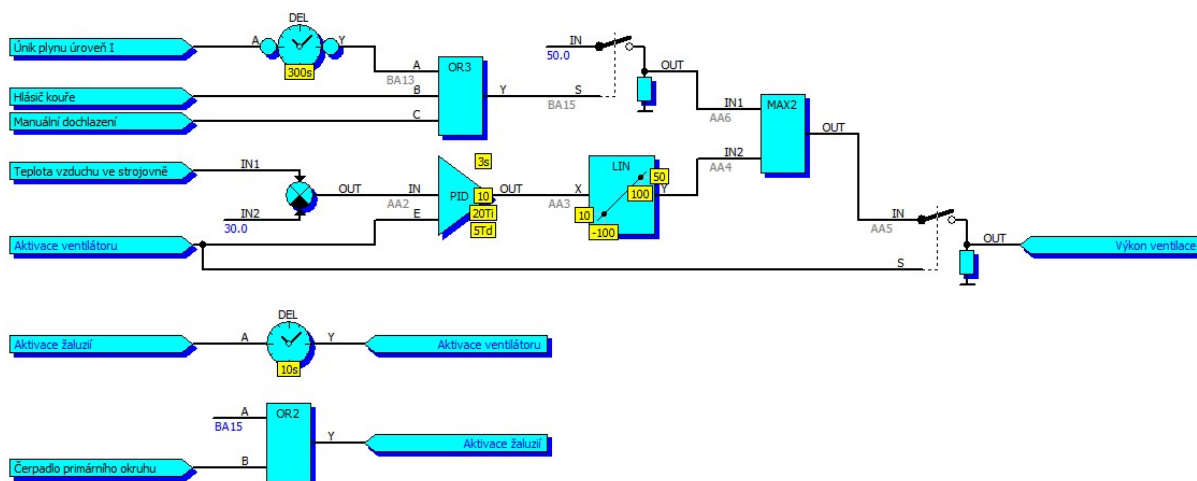 DEL
Únik plynu úroveň I
A
Y
300s
BA13
A
OR3
Hlásič kouře
B
Y
Manuální dochlazení
C
IN
50.0
S
BA15
OUT
IN1
AA6
MAX2
OUT
IN2
AA4
Teplota vzduchu ve strojovně
IN1
IN2
30.0
OUT
AA2
IN
E
PID
3s
10
20Ti
5Td
OUT
AA3
X
LIN
50
100
10
-100
Y
Aktivace ventilátoru
S
IN
AA5
OUT
Výkon ventilace
DEL
Aktivace žaluzií
A
Y
10s
Aktivace ventilátoru
A
BA15
OR2
Y
Aktivace žaluzií
Čerpadlo primárního okruhu
B